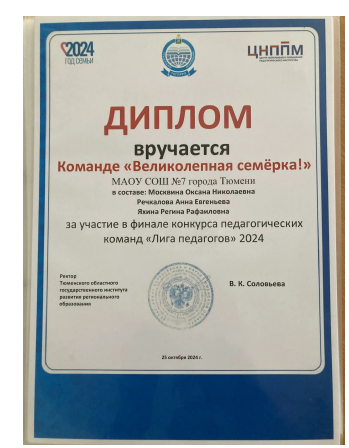 2024
ГОД СЕМЬИ
ЦНППМ
ДИПЛОМ
вручается
Команде «Великолепная семёрка!»
МАОУ СОШ №7 города Тюмени
в составе: Москвина Оксана Николаевна
Речкалова Анна Евгеньева
Яхина Регина Рафаиловна
за участие в финале конкурса педагогических
команд «Лига педагогов» 2024
Ректор
Тюменского областного
государственного института
развития регионального
образования
В. К. Соловьева
25 октября 2024 г.